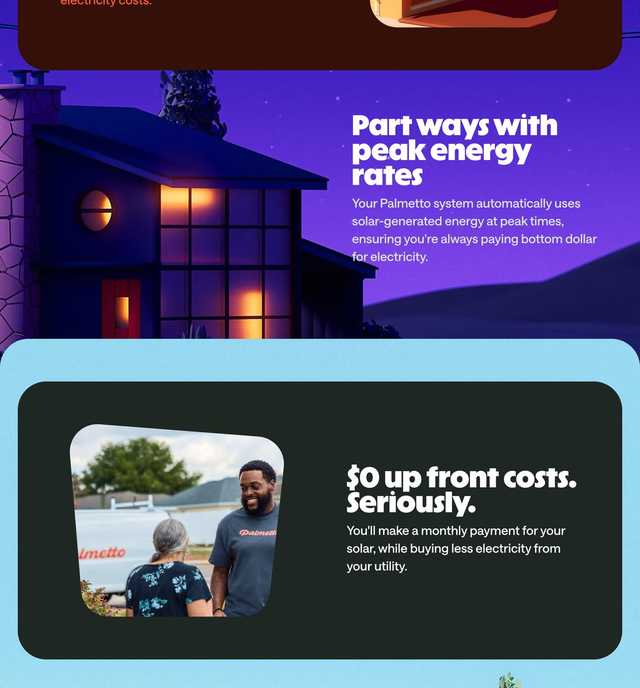 electricity costs.
Part ways with
peak energy
rates
Your Palmetto system automatically uses
solar-generated energy at peak times,
ensuring you're always paying bottom dollar
for electricity.
$0 up front costs.
Seriously.
You'll make a monthly payment for your
solar, while buying less electricity from
your utility.
lmetto
Palmett